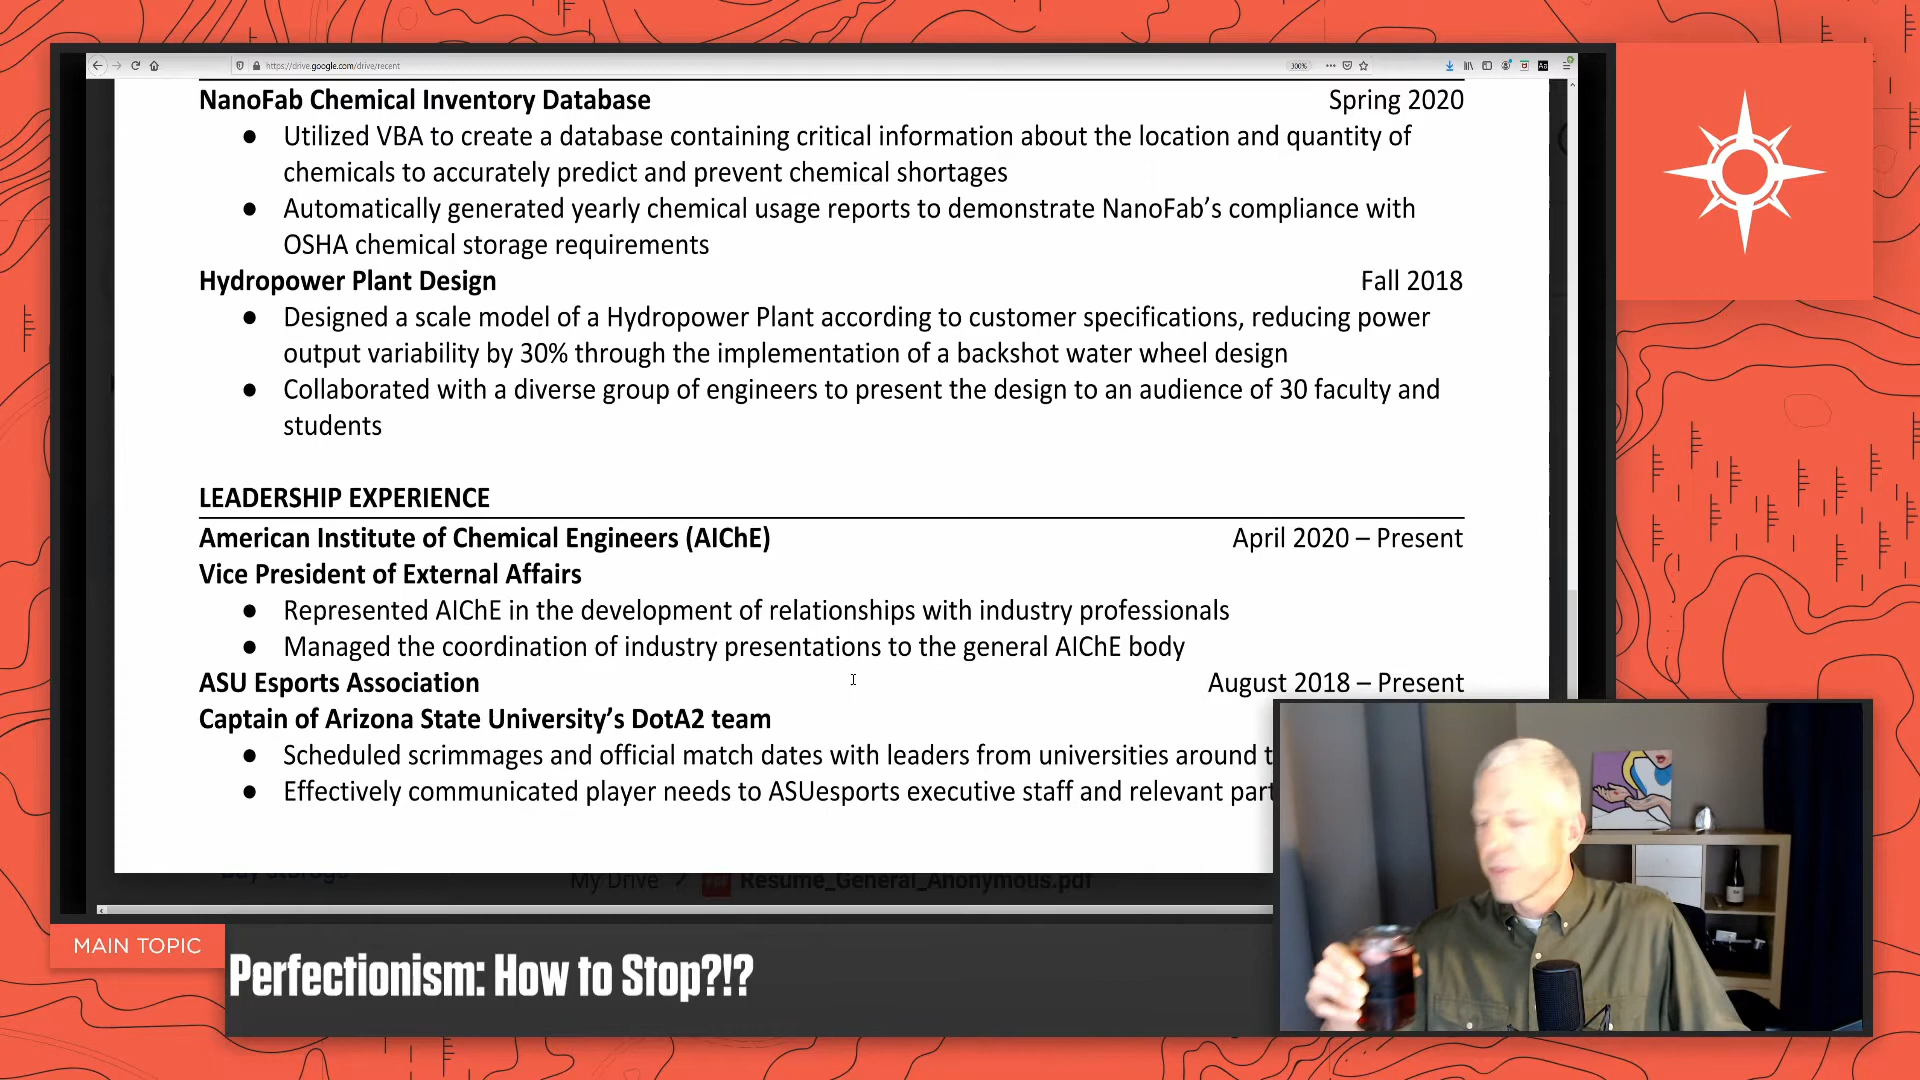 https://drive.google.com/drive/recent
300%
NanoFab Chemical Inventory Database Spring 2020
● Utilized VBA to create a database containing critical information about the location and quantity of
chemicals to accurately predict and prevent chemical shortages
● Automatically generated yearly chemical usage reports to demonstrate NanoFab’s compliance with
OSHA chemical storage requirements
Hydropower Plant Design Fall 2018
● Designed a scale model of a Hydropower Plant according to customer specifications, reducing power
output variability by 30% through the implementation of a backshot water wheel design
● Collaborated with a diverse group of engineers to present the design to an audience of 30 faculty and
students
LEADERSHIP EXPERIENCE
American Institute of Chemical Engineers (AIChE) April 2020 – Present
Vice President of External Affairs
● Represented AIChE in the development of relationships with industry professionals
● Managed the coordination of industry presentations to the general AIChE body
ASU Esports Association August 2018 – Present
Captain of Arizona State University’s DotA2 team
● Scheduled scrimmages and official match dates with leaders from universities around
● Effectively communicated player needs to ASUesports executive staff and relevant
My Drive Resume_General_Anonymous.pdf
MAIN TOPIC
Perfectionism: How to Stop?!?